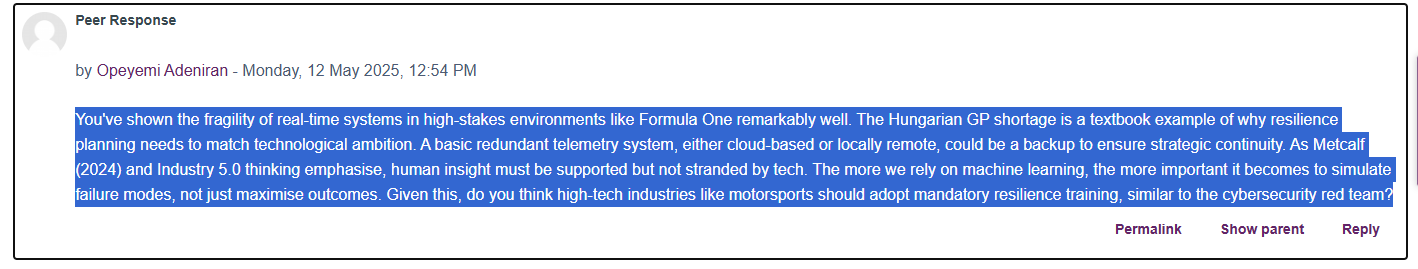 Peer Response
by Opeyemi Adeniran - Monday, 12 May 2025, 12:54 PM
You've shown the fragility of real-time systems in high-stakes environments like Formula One remarkably well. The Hungarian GP shortage is a textbook example of why resilience
planning needs to match technological ambition. A basic redundant telemetry system, either cloud-based or locally remote, could be a backup to ensure strategic continuity. As Metcalf
(2024) and Industry 5.0 thinking emphasise, human insight must be supported but not stranded by tech. The more we rely on machine learning, the more important it becomes to simulate
failure modes, not just maximise outcomes. Given this, do you think high-tech industries like motorsports should adopt mandatory resilience training, similar to the cybersecurity red team?
Permalink Show parent Reply